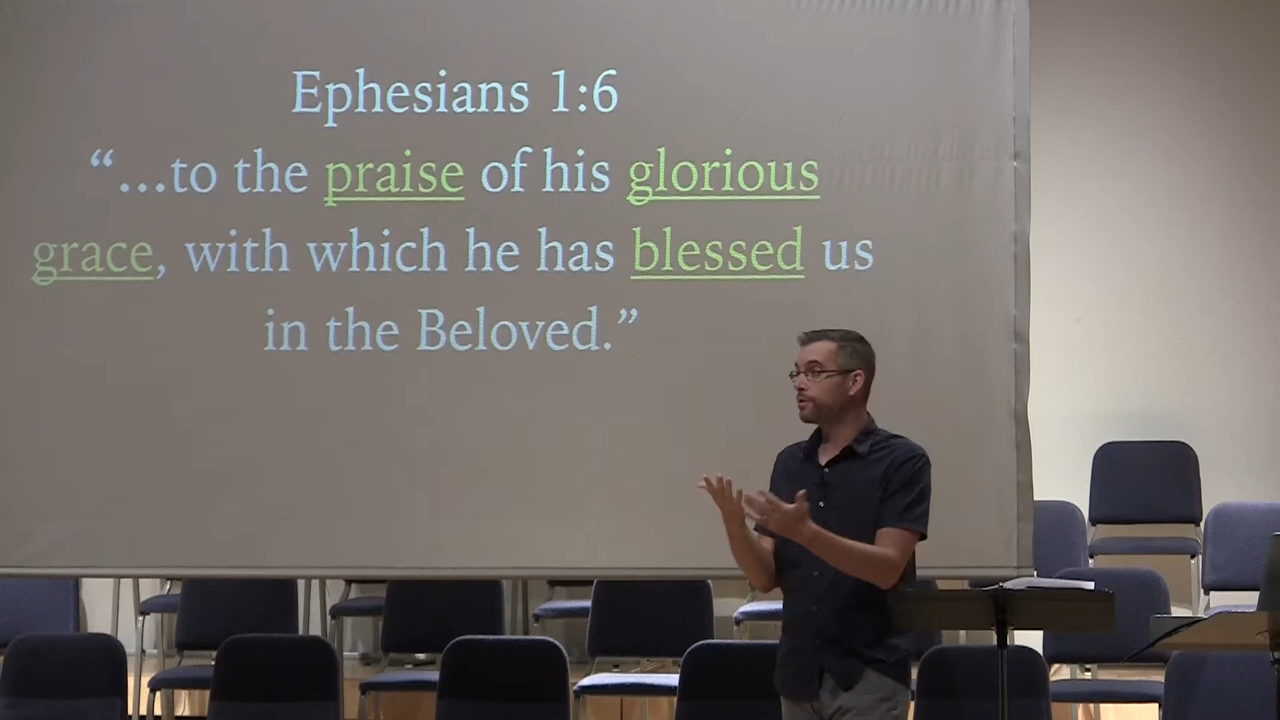 Ephesians 1:6
“...to the praise of his glorious
grace, with which he has blessed us
in the Beloved.”